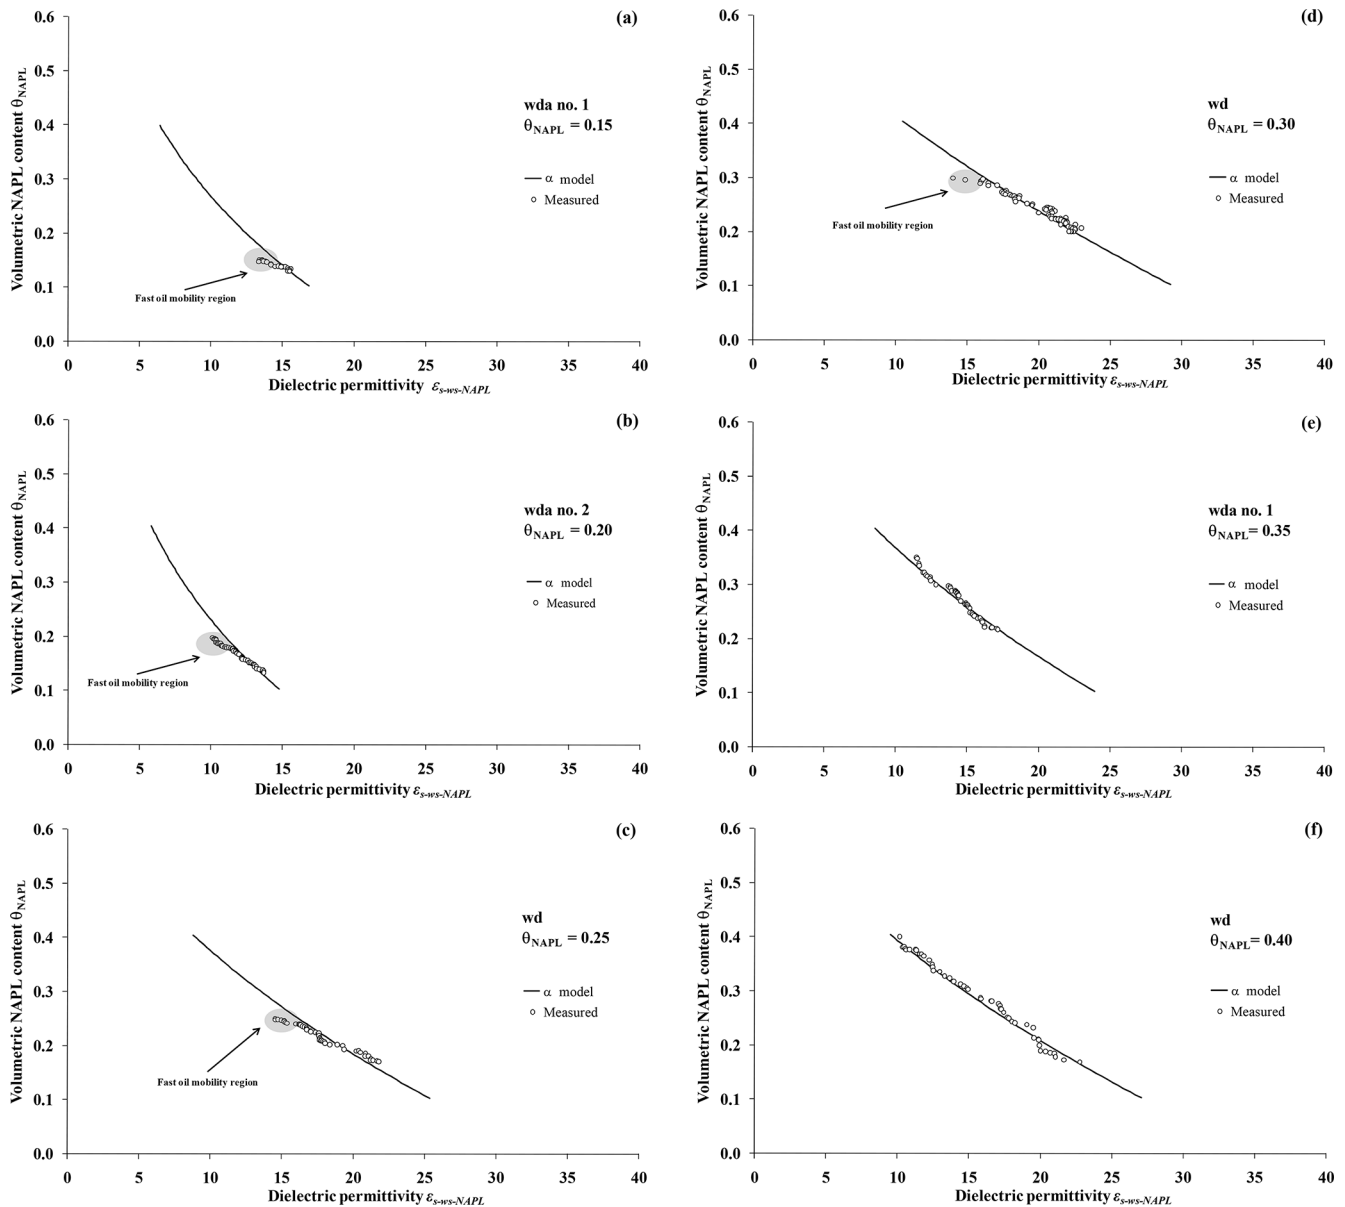 (a)
Volumetric NAPL content θNAPL
0.6
0.5
0.4
0.3
0.2
0.1
0.0
wda no. 1
θNAPL = 0.15
α model
Measured
Fast oil mobility region
0 5 10 15 20 25 30 35 40
Dielectric permittivity εs-ws-NAPL
(b)
Volumetric NAPL content θNAPL
0.6
0.5
0.4
0.3
0.2
0.1
0.0
wda no. 2
θNAPL = 0.20
α model
Measured
Fast oil mobility region
0 5 10 15 20 25 30 35 40
Dielectric permittivity εs-ws-NAPL
(c)
Volumetric NAPL content θNAPL
0.6
0.5
0.4
0.3
0.2
0.1
0.0
wd
θNAPL = 0.25
α model
Measured
Fast oil mobility region
0 5 10 15 20 25 30 35 40
Dielectric permittivity εs-ws-NAPL
(d)
Volumetric NAPL content θNAPL
0.6
0.5
0.4
0.3
0.2
0.1
0.0
wd
θNAPL = 0.30
α model
Measured
Fast oil mobility region
0 5 10 15 20 25 30 35 40
Dielectric permittivity εs-ws-NAPL
(e)
Volumetric NAPL content θNAPL
0.6
0.5
0.4
0.3
0.2
0.1
0.0
wda no. 1
θNAPL= 0.35
α model
Measured
0 5 10 15 20 25 30 35 40
Dielectric permittivity εs-ws-NAPL
(f)
Volumetric NAPL content θNAPL
0.6
0.5
0.4
0.3
0.2
0.1
0.0
wd
θNAPL= 0.40
α model
Measured
0 5 10 15 20 25 30 35 40
Dielectric permittivity εs-ws-NAPL